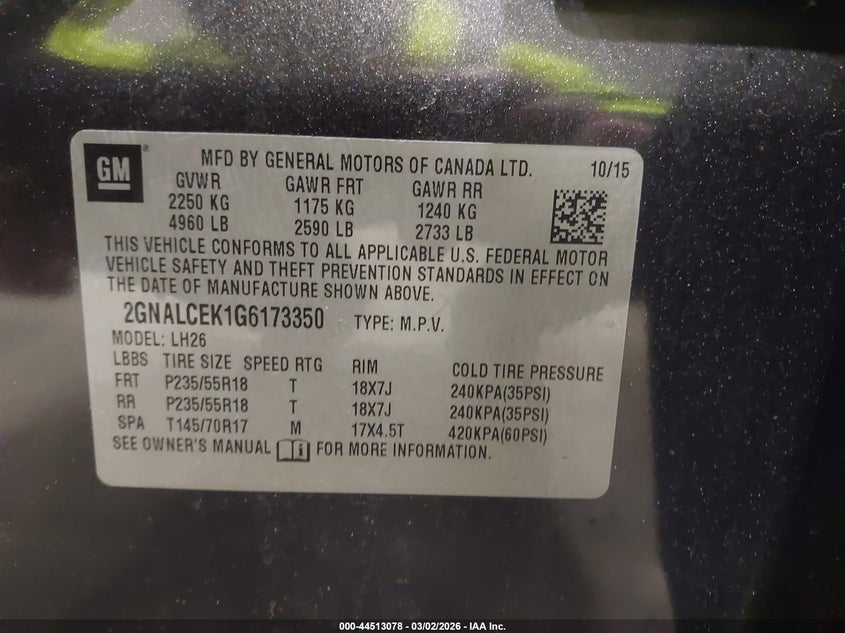 GM ® MFD BY GENERAL MOTORS OF CANADA LTD. 10/15
GVWR GAWR FRT GAWR RR
2250 KG 1175 KG 1240 KG
4960 LB 2590 LB 2733 LB
THIS VEHICLE CONFORMS TO ALL APPLICABLE U.S. FEDERAL MOTOR
VEHICLE SAFETY AND THEFT PREVENTION STANDARDS IN EFFECT ON
THE DATE OF MANUFACTURE SHOWN ABOVE.
2GNALCEK1G6173350 TYPE: M.P.V.
MODEL: LH26
LBBS TIRE SIZE SPEED RTG RIM COLD TIRE PRESSURE
FRT P235/55R18 T 18X7J 240KPA(35PSI)
RR P235/55R18 T 18X7J 240KPA(35PSI)
SPA T145/70R17 M 17X4.5T 420KPA(60PSI)
SEE OWNER'S MANUAL FOR MORE INFORMATION.
000-44513078 - 03/02/2026 - IAA Inc.